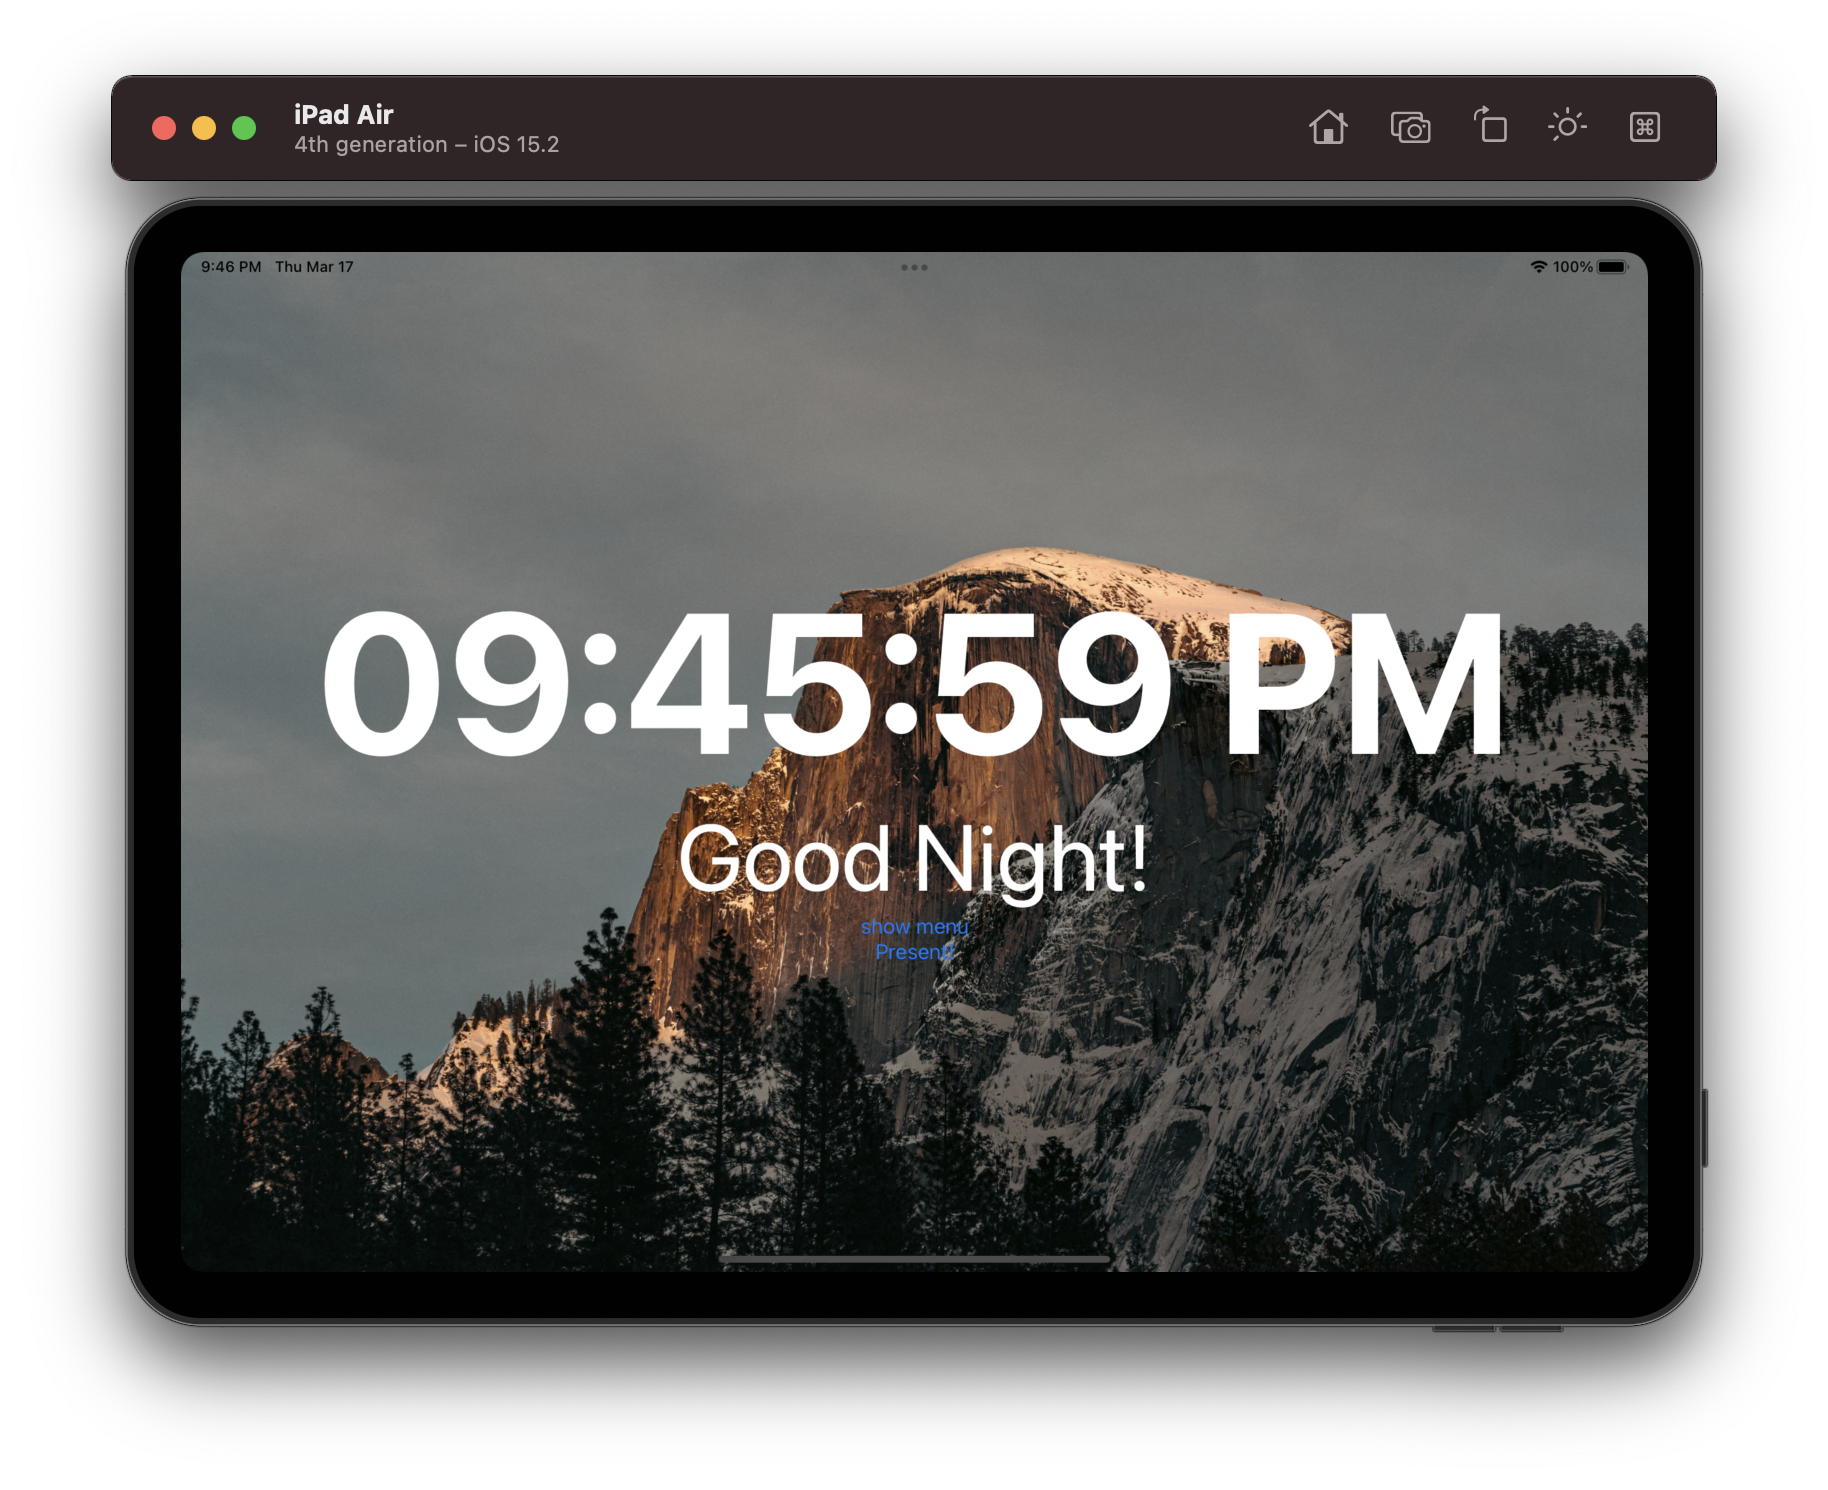 iPad Air
4th generation – iOS 15.2
9:46 PM Thu Mar 17
100%
09:45:59 PM
Good Night!
show menu
Present!